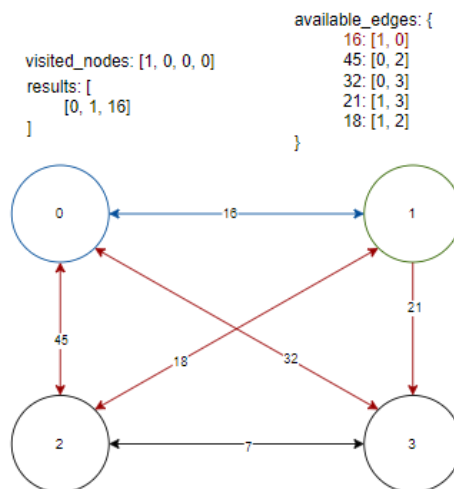 visited_nodes: [1, 0, 0, 0]
results: [
[0, 1, 16]
]
available_edges: {
16: [1, 0]
45: [0, 2]
32: [0, 3]
21: [1, 3]
18: [1, 2]
}
0
16
1
45
18
32
21
2
7
3